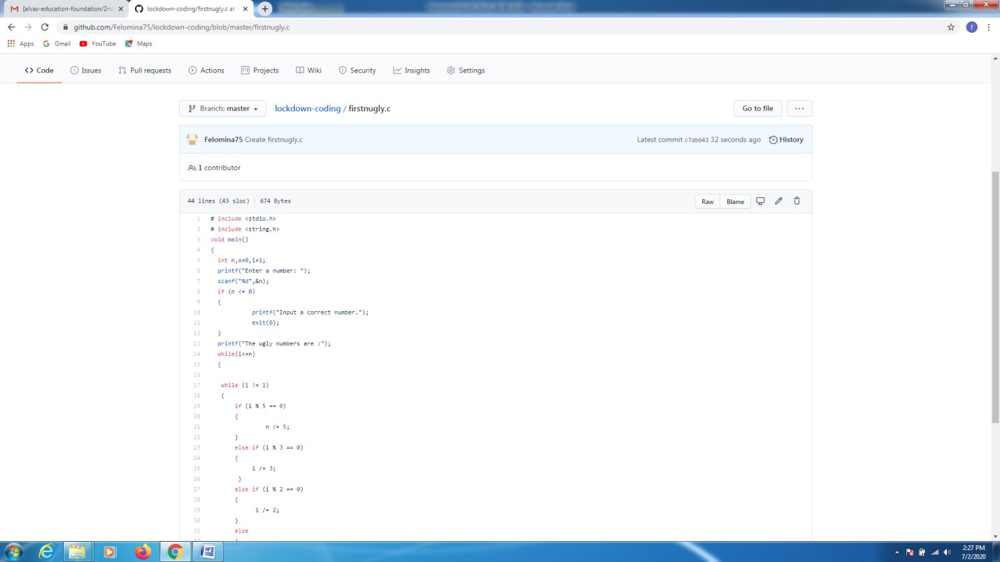 [alvas-education-foundation/2nd
lockdown-coding/firstnugly.c at
github.com/Felomina75/lockdown-coding/blob/master/firstnugly.c
f
Apps Gmail YouTube Maps
Code Issues Pull requests Actions Projects Wiki Security Insights Settings
Branch: master lockdown-coding / firstnugly.c Go to file ...
Felomina75 Create firstnugly.c Latest commit c7db643 32 seconds ago History
1 contributor
44 lines (43 sloc) 674 Bytes Raw Blame
1 # include <stdio.h>
2 # include <string.h>
3 void main()
4 {
5 int n,x=0,i=1;
6 printf("Enter a number: ");
7 scanf("%d",&n);
8 if (n <= 0)
9 {
10 printf("Input a correct number.");
11 exit(0);
12 }
13 printf("The ugly numbers are :");
14 while(i<=n)
15 {
16
17 while (i != 1)
18 {
19 if (i % 5 == 0)
20 {
21 n /= 5;
22 }
23 else if (i % 3 == 0)
24 {
25 i /= 3;
26 }
27 else if (i % 2 == 0)
28 {
29 i /= 2;
30 }
31 else
2:27 PM
7/2/2020